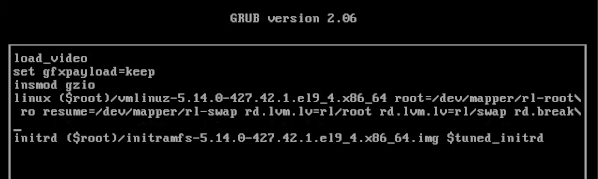 GRUB version 2.06
load_video
set gfxpayload=keep
insmod gzio
linux ($root)/vmlinuz-5.14.0-427.42.1.el9_4.x86_64 root=/dev/mapper/rl-root\
ro resume=/dev/mapper/rl-swap rd.lvm.lv=rl/root rd.lvm.lv=rl/swap rd.break\
_
initrd ($root)/initramfs-5.14.0-427.42.1.el9_4.x86_64.img $tuned_initrd